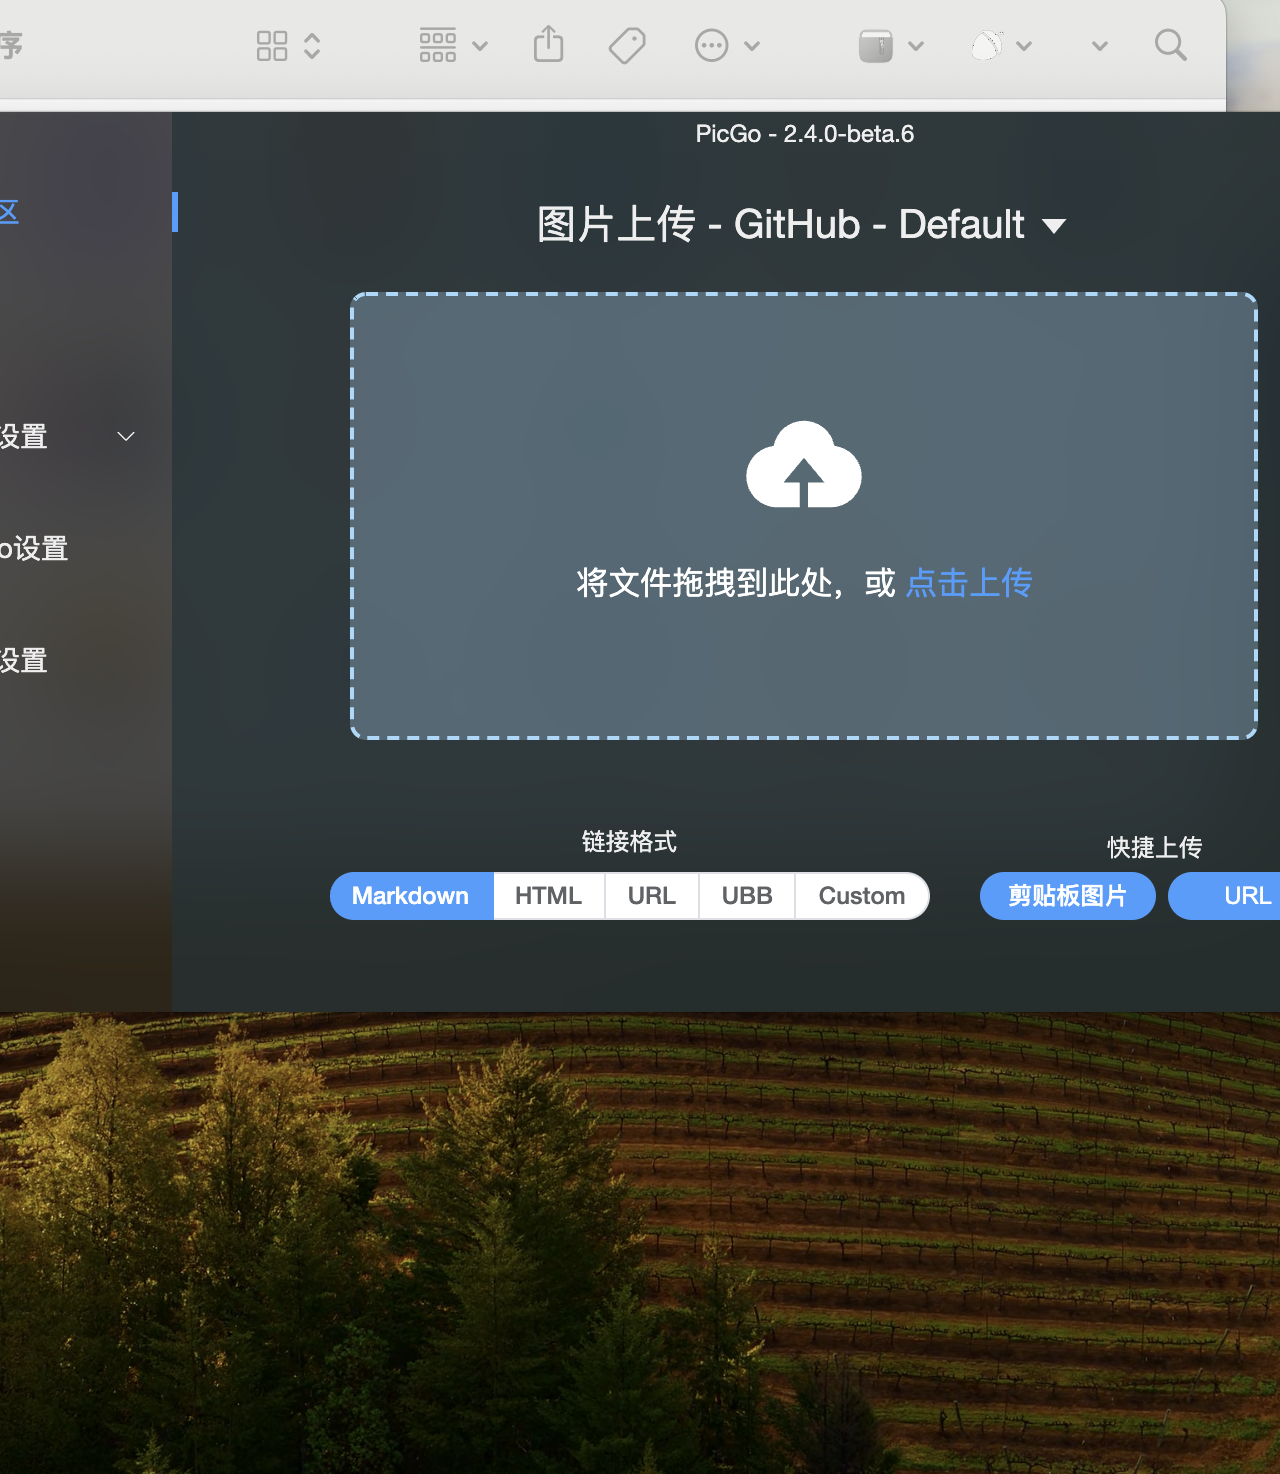 序
PicGo - 2.4.0-beta.6
区
图片上传 - GitHub - Default
设置
o设置
将文件拖拽到此处，或 点击上传
设置
链接格式
快捷上传
Markdown HTML URL UBB Custom
剪贴板图片 URL